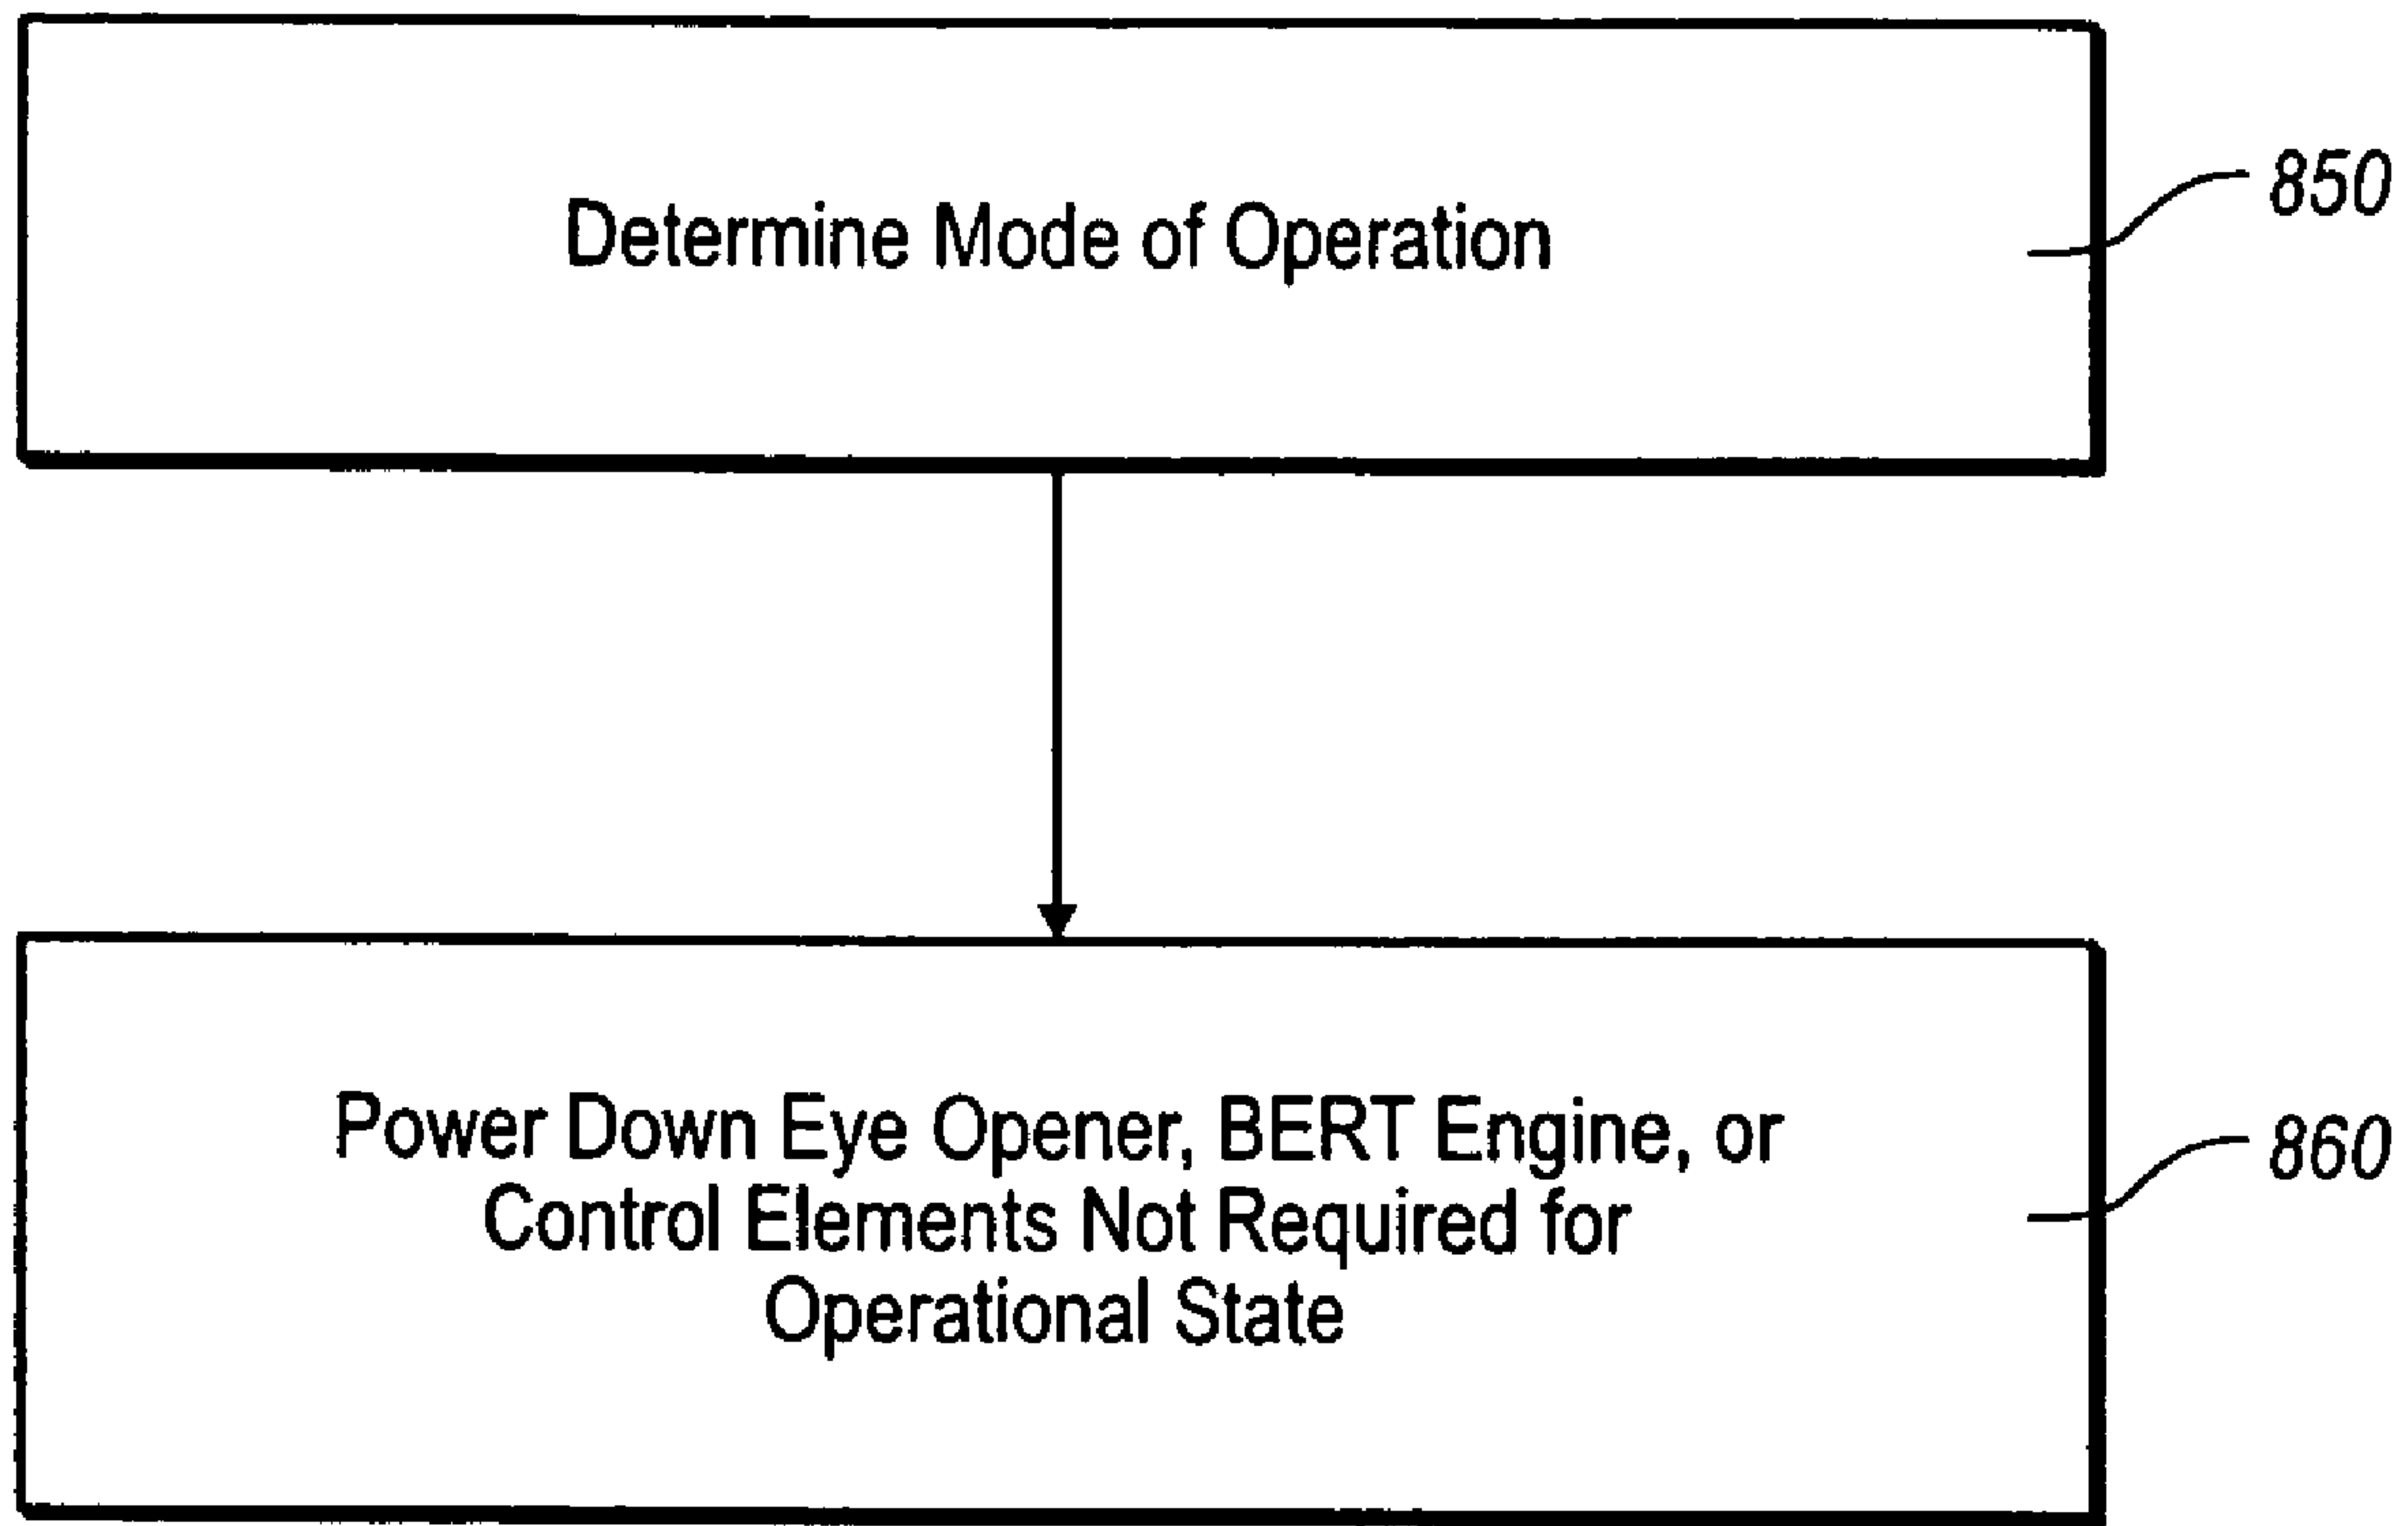 Determine Mode of Operation
850
Power Down Eye Opener, BERT Engine, or
Control Elements Not Required for
Operational State
860